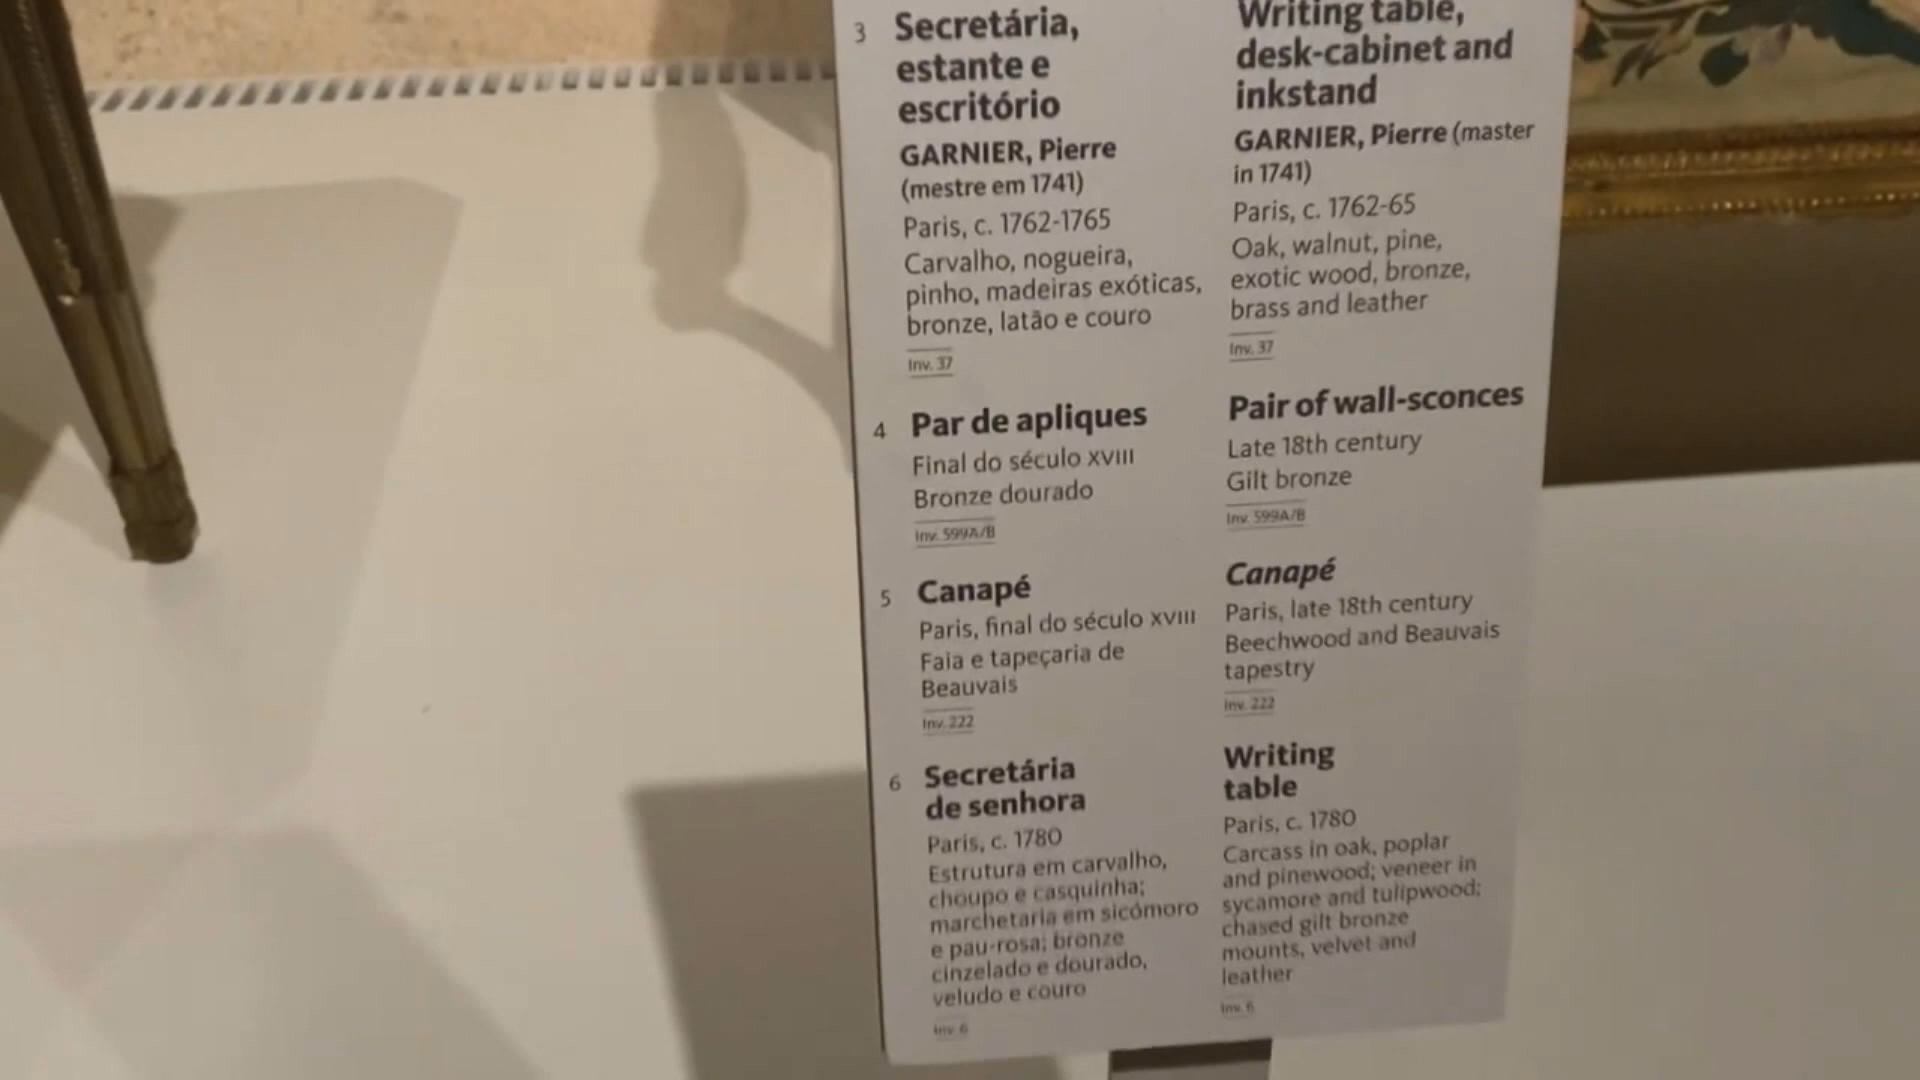 3
Secretária,
estante e
escritório
GARNIER, Pierre
(mestre em 1741)
Paris, c. 1762-1765
Carvalho, nogueira,
pinho, madeiras exóticas,
bronze, latão e couro
Inv. 37
Writing table,
desk-cabinet and
inkstand
GARNIER, Pierre (master
in 1741)
Paris, c. 1762-65
Oak, walnut, pine,
exotic wood, bronze,
brass and leather
Inv. 37
4
Par de apliques
Final do século XVIII
Bronze dourado
Inv. 599A/B
Pair of wall-sconces
Late 18th century
Gilt bronze
Inv. 599A/B
5
Canapé
Paris, final do século XVIII
Faia e tapeçaria de
Beauvais
Inv. 222
Canapé
Paris, late 18th century
Beechwood and Beauvais
tapestry
Inv. 222
6
Secretária
de senhora
Paris, c. 1780
Estrutura em carvalho,
choupo e casquinha;
marchetaria em sicómoro
e pau-rosa; bronze
cinzelado e dourado,
veludo e couro
Inv. 6
Writing
table
Paris, c. 1780
Carcass in oak, poplar
and pinewood; veneer in
sycamore and tulipwood;
chased gilt bronze
mounts, velvet and
leather
Inv. 6